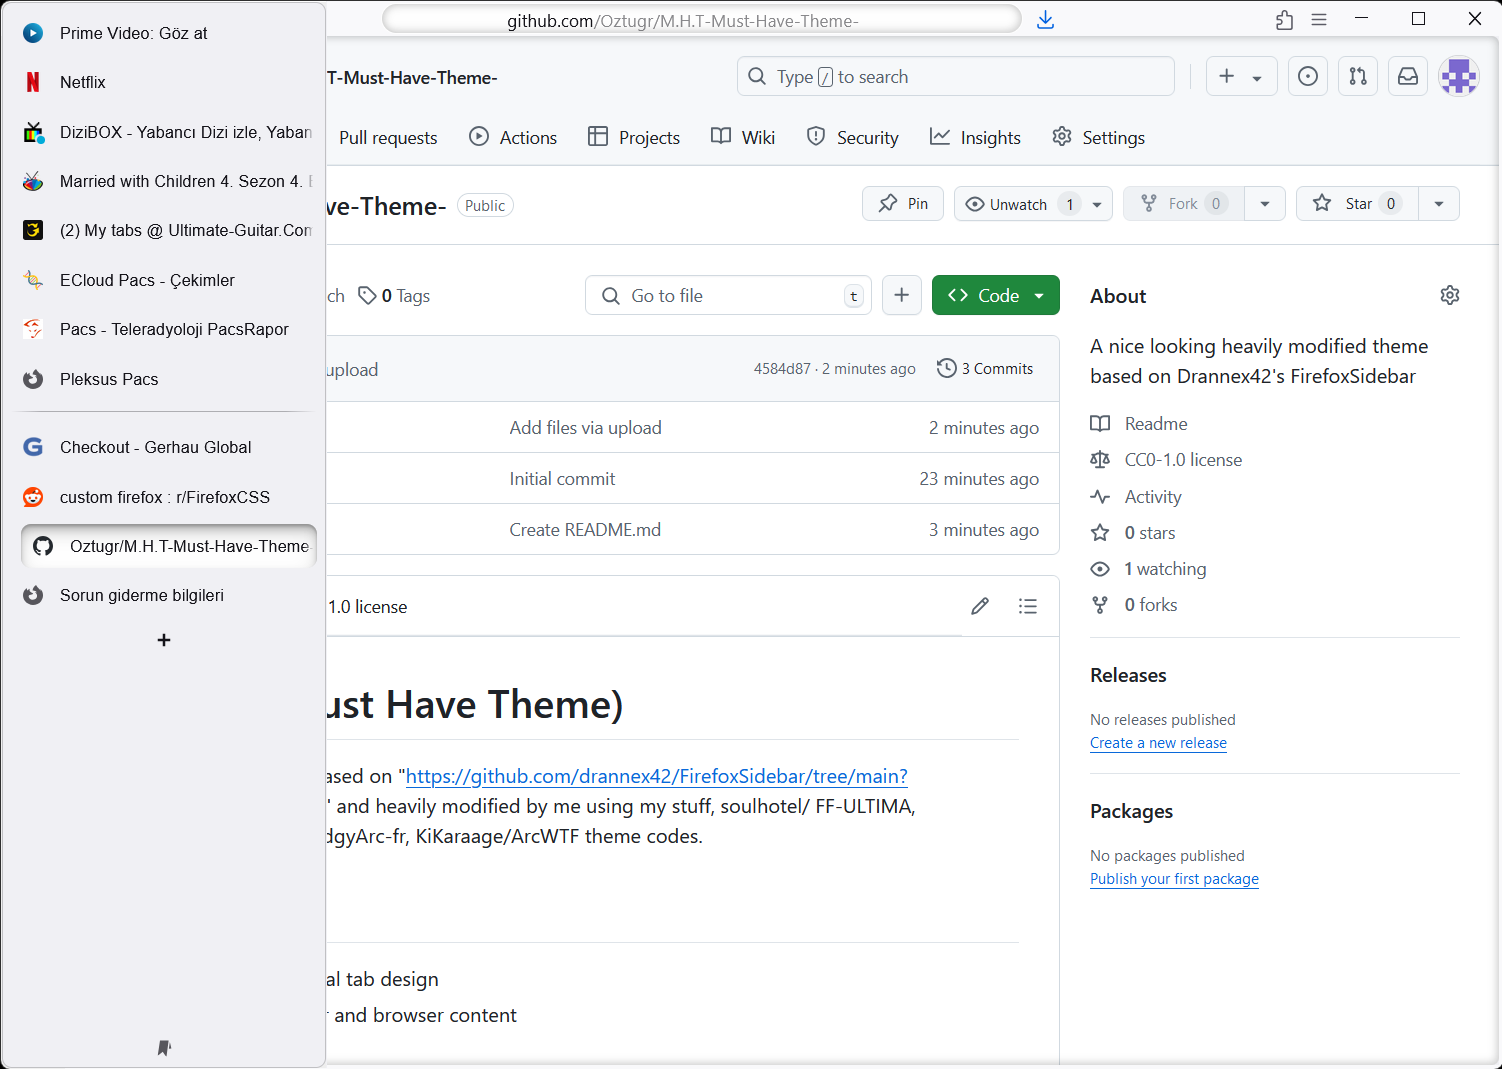 Prime Video: Göz at
Netflix
DiziBOX - Yabancı Dizi izle, Yaban
Married with Children 4. Sezon 4.
(2) My tabs @ Ultimate-Guitar.Com
ECloud Pacs - Çekimler
Pacs - Teleradyoloji PacsRapor
Pleksus Pacs
Checkout - Gerhau Global
custom firefox : r/FirefoxCSS
Oztugr/M.H.T-Must-Have-Theme-
Sorun giderme bilgileri
github.com/Oztugr/M.H.T-Must-Have-Theme-
T-Must-Have-Theme-
Type / to search
Pull requests Actions Projects Wiki Security Insights Settings
ve-Theme- Public
Pin Unwatch 1 Fork 0 Star 0
ch 0 Tags
Go to file t
Code
upload 4584d87 · 2 minutes ago 3 Commits
Add files via upload 2 minutes ago
Initial commit 23 minutes ago
Create README.md 3 minutes ago
1.0 license
ust Have Theme)
ased on "https://github.com/drannex42/FirefoxSidebar/tree/main?
" and heavily modified by me using my stuff, soulhotel/ FF-ULTIMA,
dgyArc-fr, KiKaraage/ArcWTF theme codes.
al tab design
r and browser content
About
A nice looking heavily modified theme
based on Drannex42's FirefoxSidebar
Readme
CC0-1.0 license
Activity
0 stars
1 watching
0 forks
Releases
No releases published
Create a new release
Packages
No packages published
Publish your first package